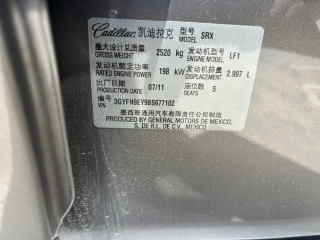 Cadillac 凯迪拉克 型号 MODEL SRX
最大设计总质量 GROSS WEIGHT 2520 kg 发动机型号 ENGINE MODEL LF1
发动机额定功率 RATED ENGINE POWER 198 kW 发动机排量 DISPLACEMENT 2.997 L
出厂日期 DATE 07/11 座位数 SEATS 5
编号 VIN 3GYFN9EY9BS677102
墨西哥通用汽车有限公司制造
PRODUCED BY GENERAL MOTORS DE MEXICO,
S. DE R.L. DE C.V., MEXICO